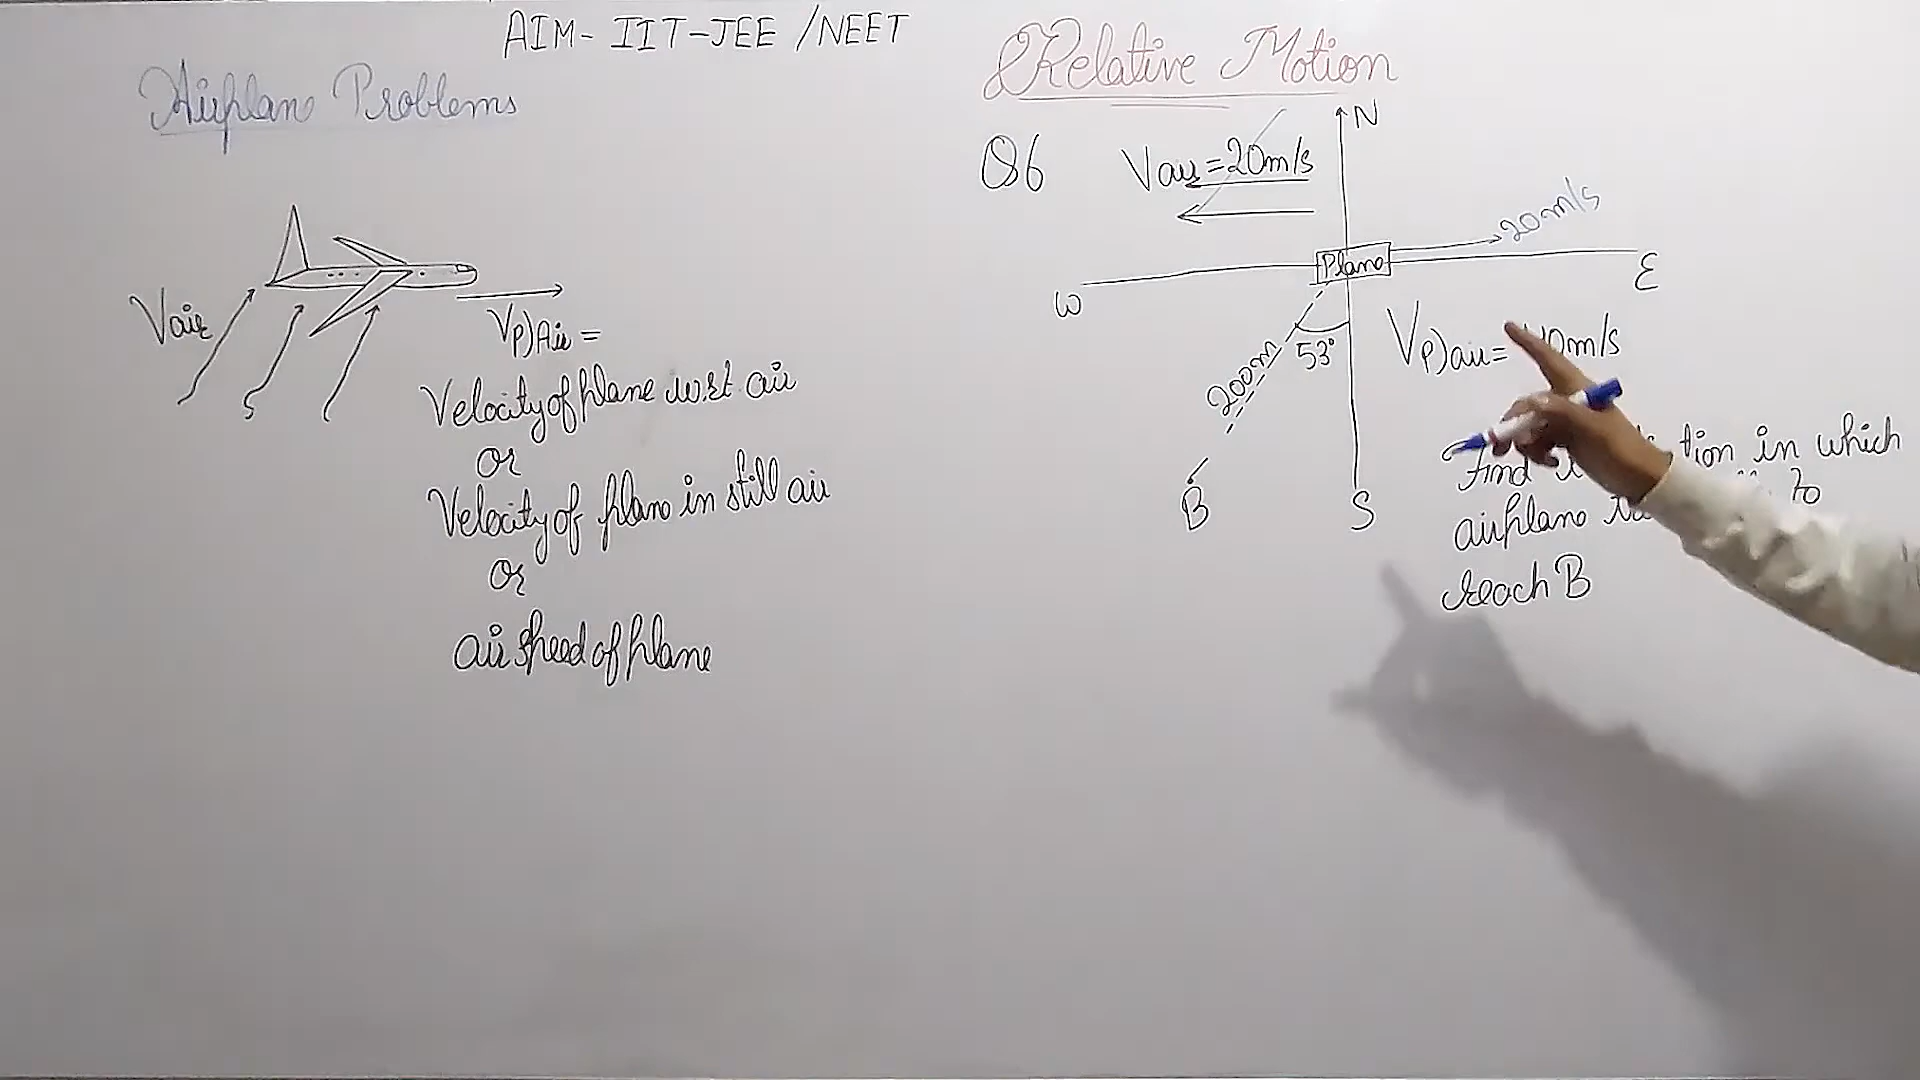 AIM- IIT-JEE /NEET
Airplane Problems
Vair
Vp)Air =
Velocity of plane w.r.t air
or
Velocity of plane in still air
or
air speed of plane
Relative Motion
Q6
Vair=20m/s
N
20m/s
Plane
W
E
53°
200m
Vp)air=
m/s
B
S
Find
in which
airplane
to
reach B